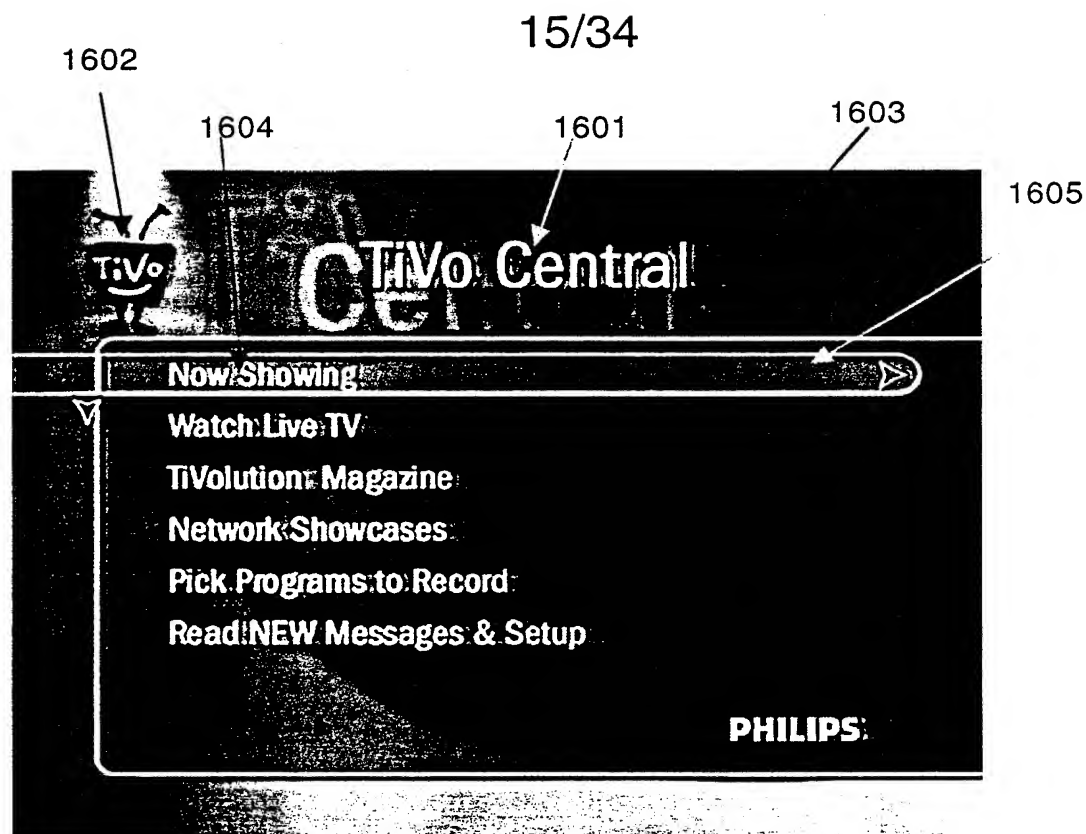 15/34
1602
1604
1601
1603
1605
TiVo
TiVo Central
Central
Now Showing
Watch Live TV
TiVolution Magazine
Network Showcases
Pick Programs to Record
Read NEW Messages & Setup
PHILIPS